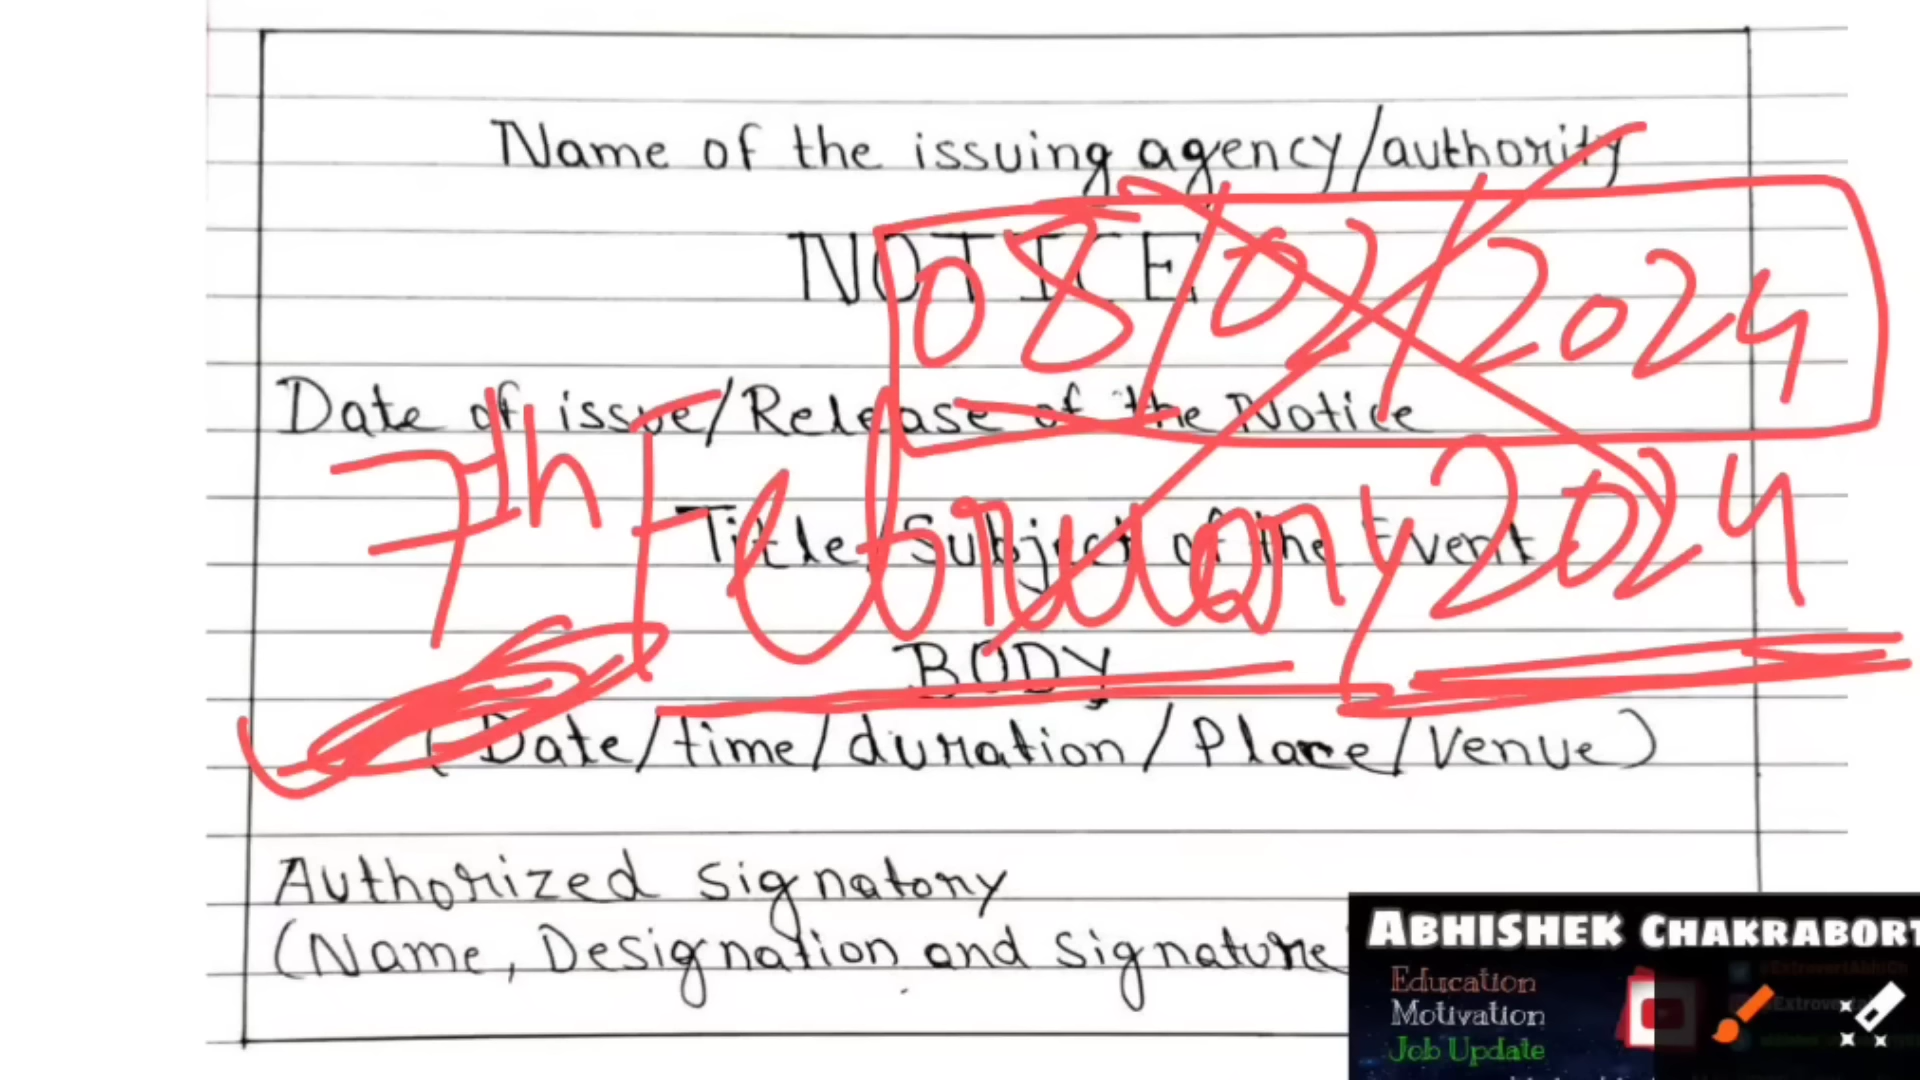 Name of the issuing agency/authority
NOTICE
08/02/2024
Date of issue/Release of the Notice
7th February 2024
Title/Subject of the Event
BODY
(Date/time/duration/Place/Venue)
Authorized signatory
(Name, Designation and signature
ABHISHEK CHAKRABORT
Education
Motivation
Job Update